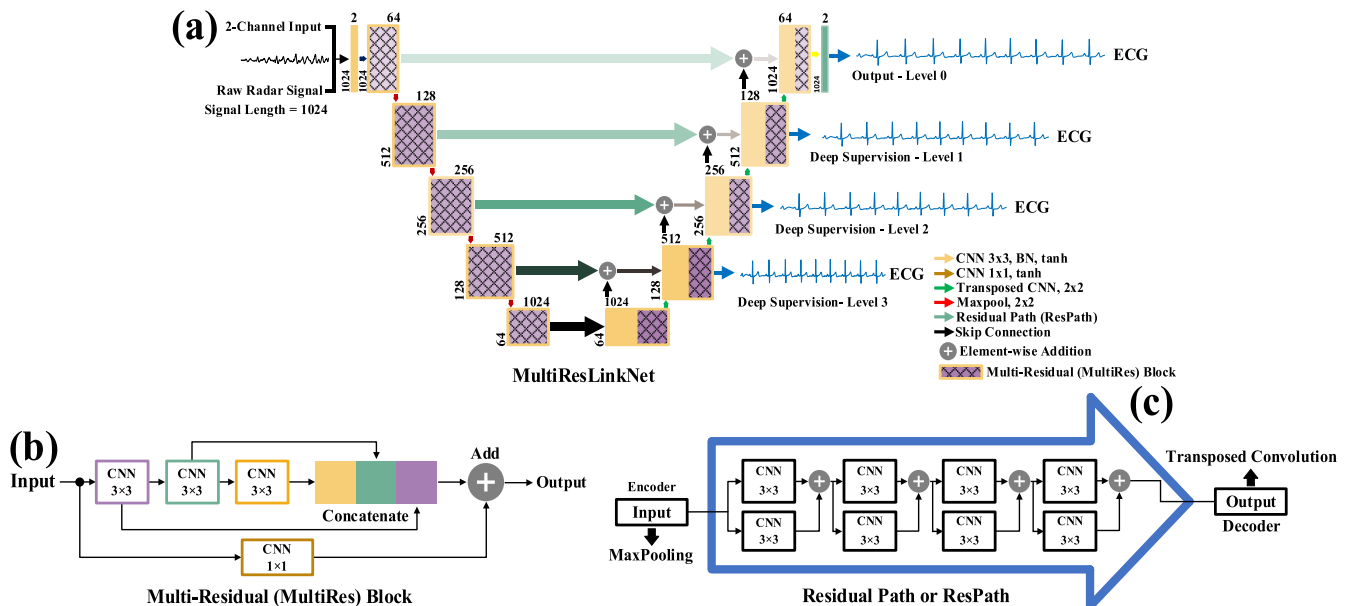 (a)
2-Channel Input
Raw Radar Signal
Signal Length = 1024
2
1024
1024
64
64
1024
2
1024
ECG
Output - Level 0
128
512
128
512
ECG
Deep Supervision - Level 1
256
256
256
256
ECG
Deep Supervision - Level 2
512
128
512
128
ECG
Deep Supervision- Level 3
1024
64
1024
64
MultiResLinkNet
CNN 3x3, BN, tanh
CNN 1x1, tanh
Transposed CNN, 2x2
Maxpool, 2x2
Residual Path (ResPath)
Skip Connection
+ Element-wise Addition
Multi-Residual (MultiRes) Block
(b)
Input
CNN
3×3
CNN
3×3
CNN
3×3
Concatenate
Add
+
Output
CNN
1×1
Multi-Residual (MultiRes) Block
(c)
Encoder
Input
MaxPooling
CNN
3×3
CNN
3×3
CNN
3×3
CNN
3×3
CNN
3×3
CNN
3×3
CNN
3×3
CNN
3×3
Transposed Convolution
Output
Decoder
Residual Path or ResPath